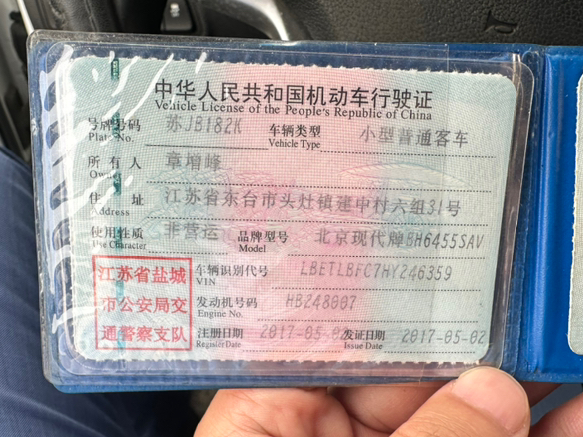 中华人民共和国机动车行驶证
Vehicle License of the People's Republic of China
号牌号码 苏JB182K 车辆类型 小型普通客车
Plate No. Vehicle Type
所有人 章增峰
Owner
住址 江苏省东台市头灶镇建中村六组31号
Address
使用性质 非营运 品牌型号 北京现代牌BH6455SAV
Use Character Model
江苏省盐城
市公安局交
通警察支队
车辆识别代号 LBETLBFC7HY246359
VIN
发动机号码 HB248007
Engine No.
注册日期 2017-05-02 发证日期 2017-05-02
Register Date Issue Date